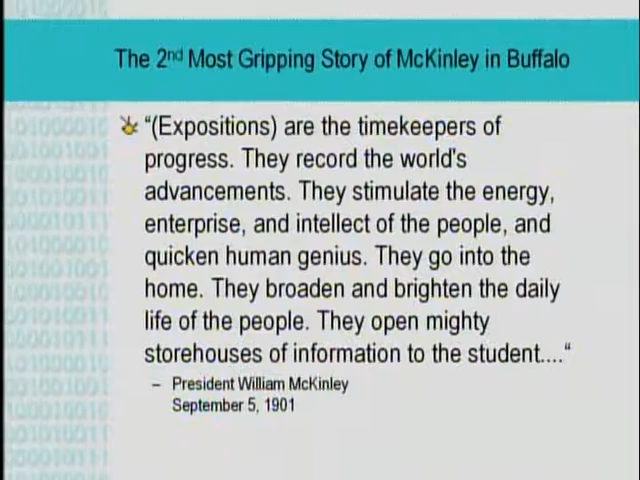 The 2nd Most Gripping Story of McKinley in Buffalo
“(Expositions) are the timekeepers of
progress. They record the world's
advancements. They stimulate the energy,
enterprise, and intellect of the people, and
quicken human genius. They go into the
home. They broaden and brighten the daily
life of the people. They open mighty
storehouses of information to the student....“
– President William McKinley
September 5, 1901